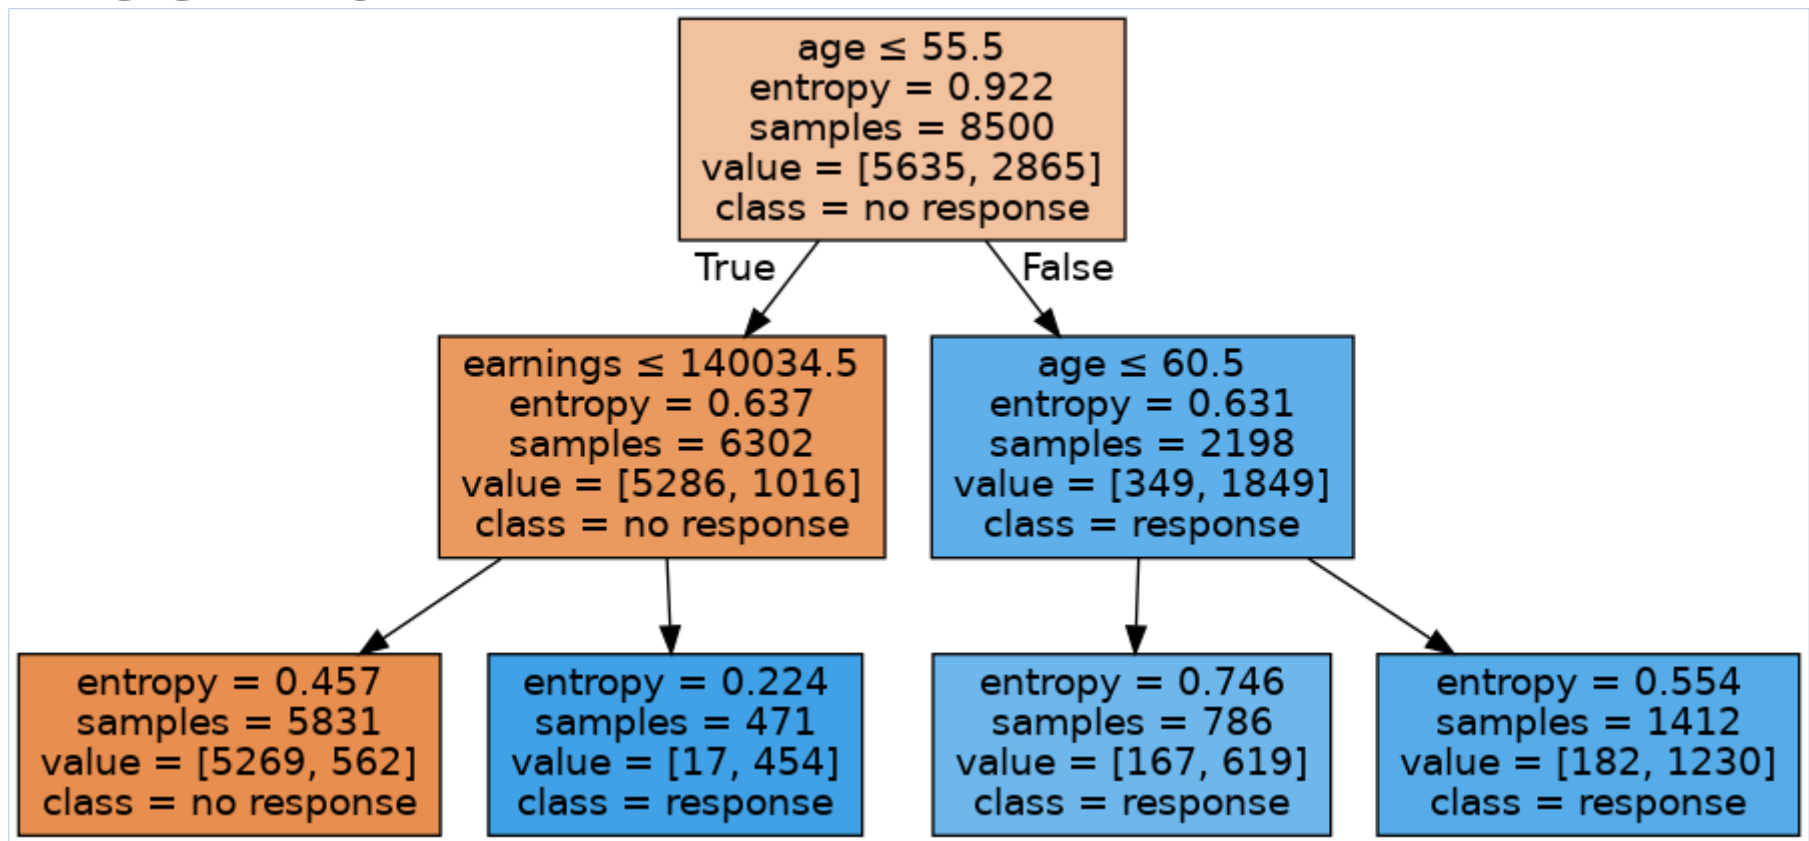 age ≤ 55.5
entropy = 0.922
samples = 8500
value = [5635, 2865]
class = no response
True
False
earnings ≤ 140034.5
entropy = 0.637
samples = 6302
value = [5286, 1016]
class = no response
age ≤ 60.5
entropy = 0.631
samples = 2198
value = [349, 1849]
class = response
entropy = 0.457
samples = 5831
value = [5269, 562]
class = no response
entropy = 0.224
samples = 471
value = [17, 454]
class = response
entropy = 0.746
samples = 786
value = [167, 619]
class = response
entropy = 0.554
samples = 1412
value = [182, 1230]
class = response